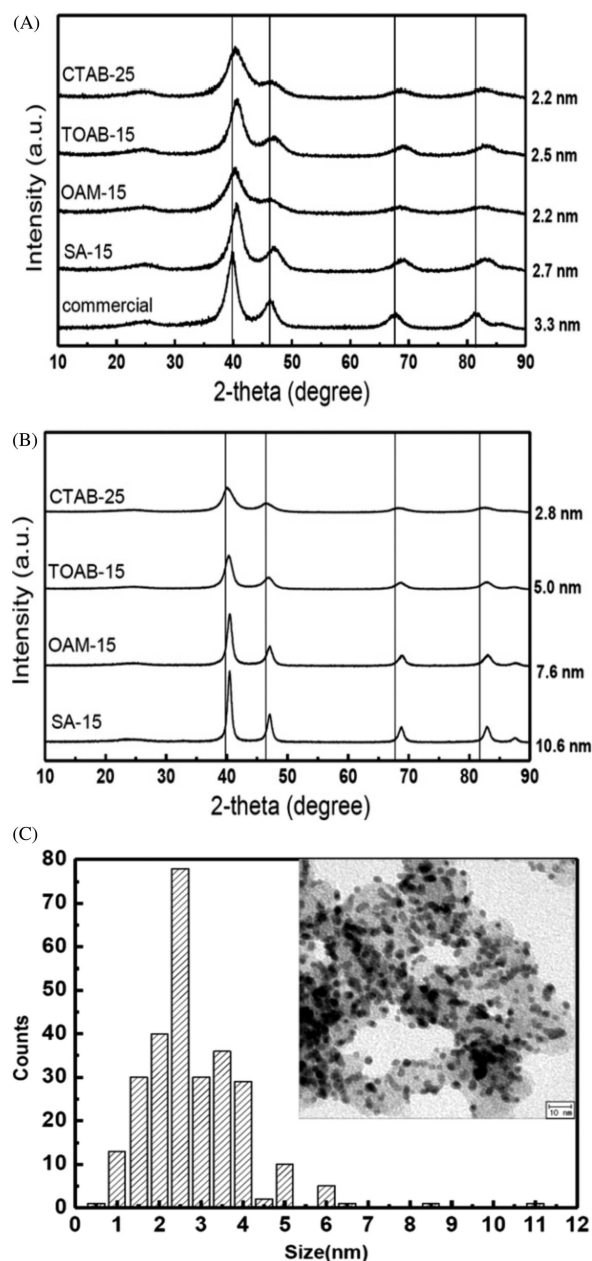 (A)
CTAB-25
2.2 nm
TOAB-15
2.5 nm
OAM-15
2.2 nm
SA-15
2.7 nm
commercial
3.3 nm
Intensity (a.u.)
10 20 30 40 50 60 70 80 90
2-theta (degree)
(B)
CTAB-25
2.8 nm
TOAB-15
5.0 nm
OAM-15
7.6 nm
SA-15
10.6 nm
Intensity (a.u.)
10 20 30 40 50 60 70 80 90
2-theta (degree)
(C)
80
70
60
50
40
30
20
10
0
Counts
10 nm
0 1 2 3 4 5 6 7 8 9 10 11 12
Size(nm)